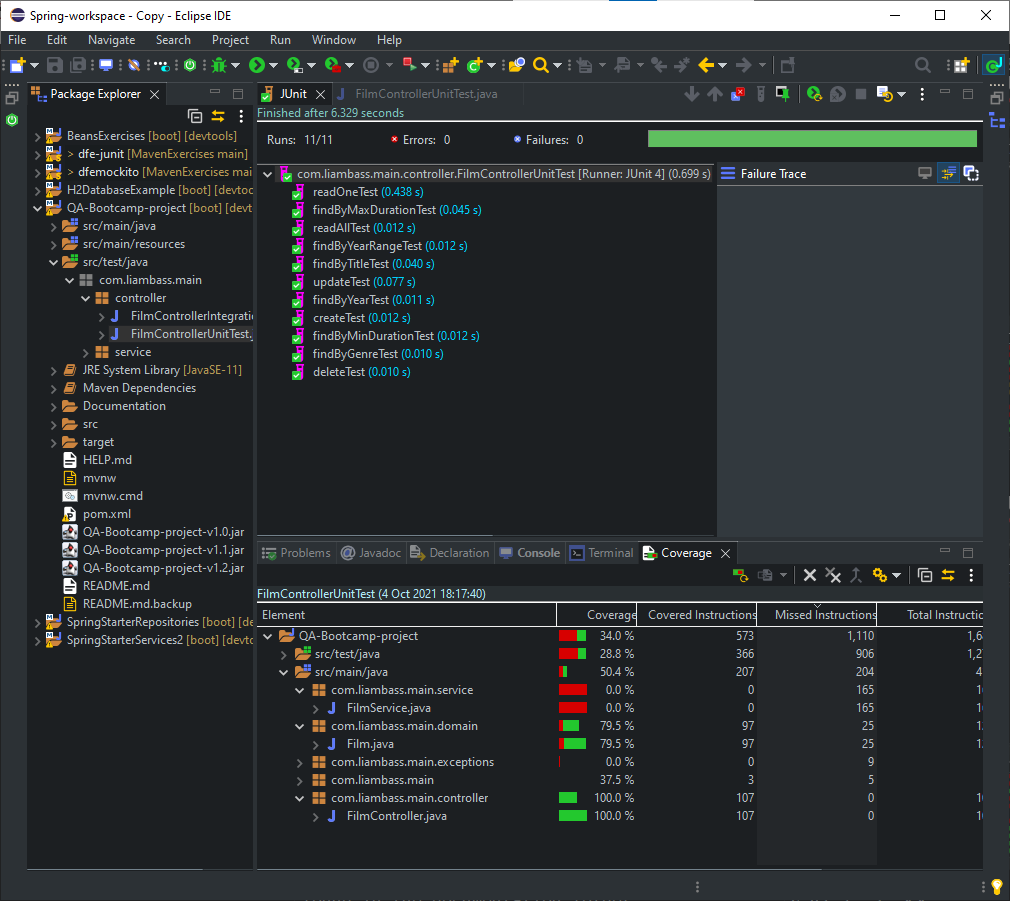 Spring-workspace - Copy - Eclipse IDE
File Edit Navigate Search Project Run Window Help
Package Explorer
BeansExercises [boot] [devtools]
> dfe-junit [MavenExercises main]
> dfemockito [MavenExercises mai
H2DatabaseExample [boot] [devtoo
QA-Bootcamp-project [boot] [devt
src/main/java
src/main/resources
src/test/java
com.liambass.main
controller
FilmControllerIntegrati
FilmControllerUnitTest.
service
JRE System Library [JavaSE-11]
Maven Dependencies
Documentation
src
target
HELP.md
mvnw
mvnw.cmd
pom.xml
QA-Bootcamp-project-v1.0.jar
QA-Bootcamp-project-v1.1.jar
QA-Bootcamp-project-v1.2.jar
README.md
README.md.backup
SpringStarterRepositories [boot] [de
SpringStarterServices2 [boot] [devto
JUnit FilmControllerUnitTest.java
Finished after 6.329 seconds
Runs: 11/11 Errors: 0 Failures: 0
com.liambass.main.controller.FilmControllerUnitTest [Runner: JUnit 4] (0.699 s)
readOneTest (0.438 s)
findByMaxDurationTest (0.045 s)
readAllTest (0.012 s)
findByYearRangeTest (0.012 s)
findByTitleTest (0.040 s)
updateTest (0.077 s)
findByYearTest (0.011 s)
createTest (0.012 s)
findByMinDurationTest (0.012 s)
findByGenreTest (0.010 s)
deleteTest (0.010 s)
Failure Trace
Problems Javadoc Declaration Console Terminal Coverage
FilmControllerUnitTest (4 Oct 2021 18:17:40)
Element Coverage Covered Instructions Missed Instructions Total Instructio
QA-Bootcamp-project 34.0 % 573 1,110 1,6
src/test/java 28.8 % 366 906 1,2
src/main/java 50.4 % 207 204 4
com.liambass.main.service 0.0 % 0 165 1
FilmService.java 0.0 % 0 165 1
com.liambass.main.domain 79.5 % 97 25 1
Film.java 79.5 % 97 25 1
com.liambass.main.exceptions 0.0 % 0 9
com.liambass.main 37.5 % 3 5
com.liambass.main.controller 100.0 % 107 0 1
FilmController.java 100.0 % 107 0 1